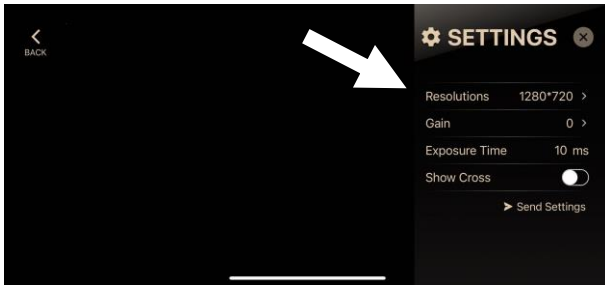 BACK
SETTINGS
Resolutions 1280*720 >
Gain 0 >
Exposure Time 10 ms
Show Cross
Send Settings